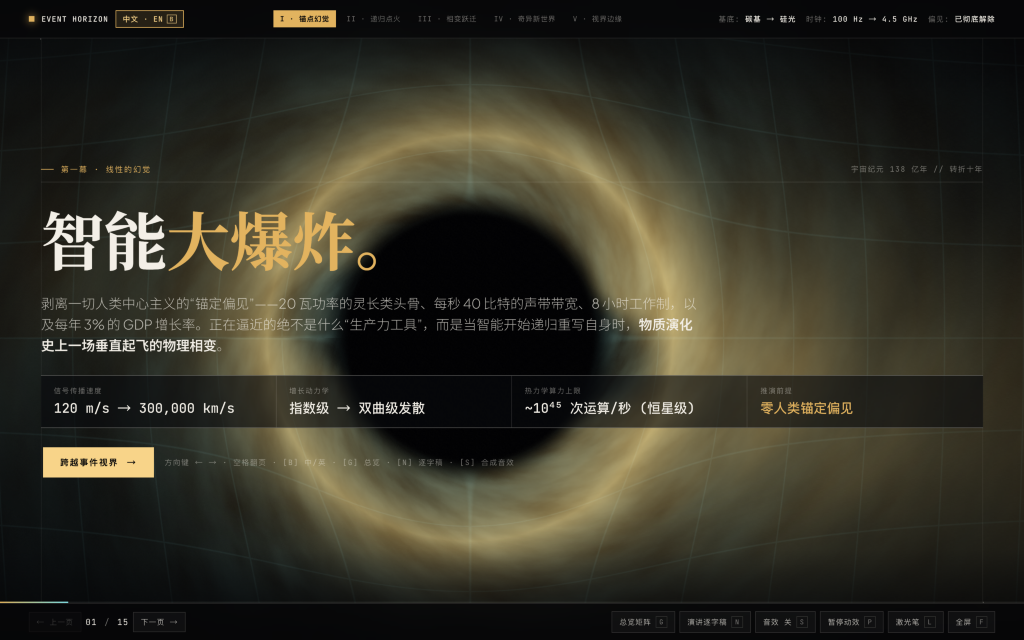 EVENT HORIZON 中文 · EN B I · 锚点幻觉 II · 递归点火 III · 相变跃迁 IV · 奇异新世界 V · 视界边缘 基底: 碳基 → 硅光 时钟: 100 Hz → 4.5 GHz 偏见: 已彻底解除
第一幕 · 线性的幻觉 宇宙纪元 138 亿年 // 转折十年
智能大爆炸。
剥离一切人类中心主义的“锚定偏见”——20 瓦功率的灵长类头骨、每秒 40 比特的声带带宽、8 小时工作制，以
及每年 3% 的 GDP 增长率。正在逼近的绝不是什么“生产力工具”，而是当智能开始递归重写自身时，物质演化
史上一场垂直起飞的物理相变。
信号传播速度 增长动力学 热力学算力上限 推演前提
120 m/s → 300,000 km/s 指数级 → 双曲级发散 ~10⁴⁵ 次运算/秒 (恒星级) 零人类锚定偏见
跨越事件视界 → 方向键 ← → · 空格翻页 · [B] 中/英 · [G] 总览 · [N] 逐字稿 · [S] 合成音效
← 上一页 01 / 15 下一页 → 总览矩阵 G 演讲逐字稿 N 音效 关 S 暂停动效 P 激光笔 L 全屏 F